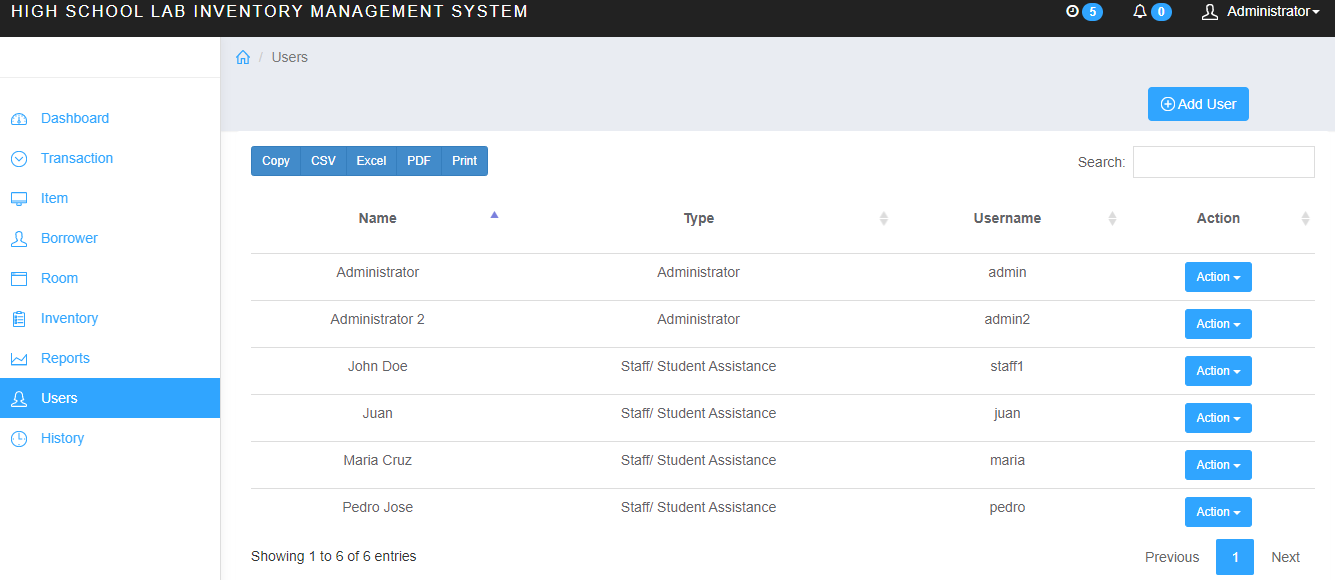 HIGH SCHOOL LAB INVENTORY MANAGEMENT SYSTEM
5
0
Administrator
/ Users
Add User
Dashboard
Transaction
Item
Borrower
Room
Inventory
Reports
Users
History
Copy CSV Excel PDF Print
Search:
Name Type Username Action
Administrator Administrator admin Action
Administrator 2 Administrator admin2 Action
John Doe Staff/ Student Assistance staff1 Action
Juan Staff/ Student Assistance juan Action
Maria Cruz Staff/ Student Assistance maria Action
Pedro Jose Staff/ Student Assistance pedro Action
Showing 1 to 6 of 6 entries
Previous 1 Next